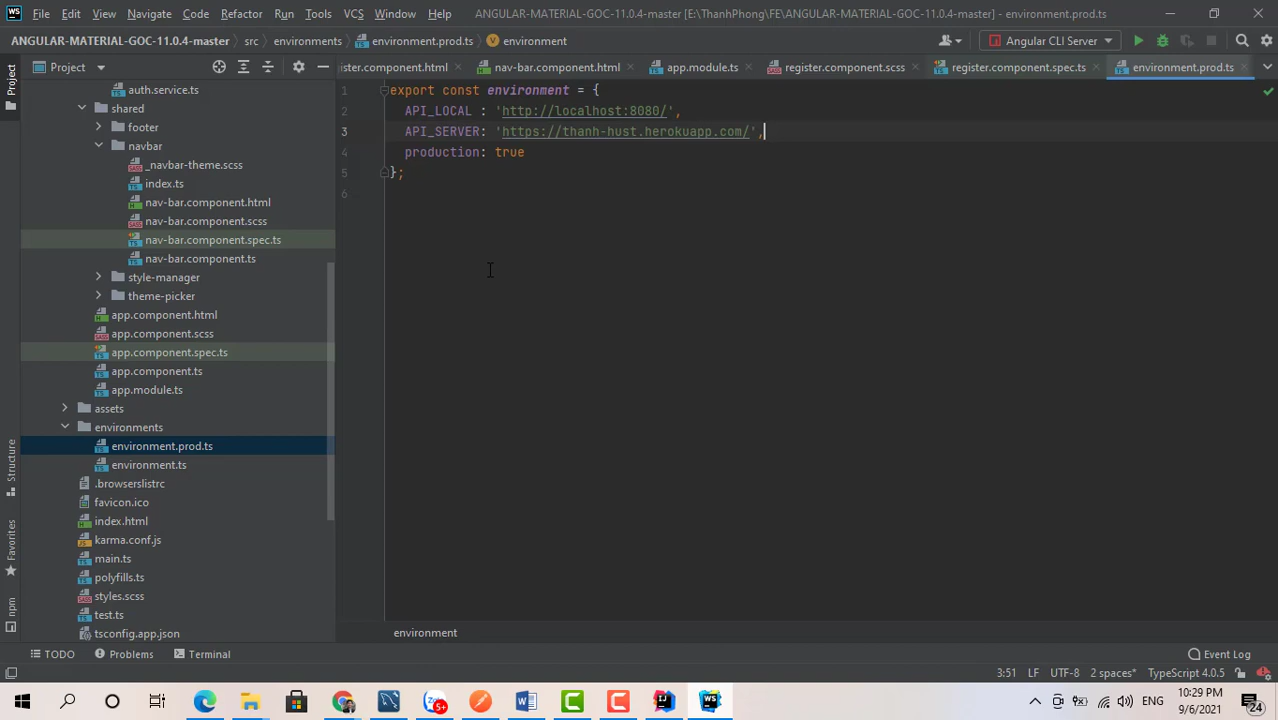 WS File Edit View Navigate Code Refactor Run Tools VCS Window Help ANGULAR-MATERIAL-GOC-11.0.4-master [E:\ThanhPhong\FE\ANGULAR-MATERIAL-GOC-11.0.4-master] - environment.prod.ts
ANGULAR-MATERIAL-GOC-11.0.4-master src environments environment.prod.ts environment Angular CLI Server
Project ister.component.html nav-bar.component.html app.module.ts register.component.scss register.component.spec.ts environment.prod.ts
Project
Structure
Favorites
npm
auth.service.ts
shared
footer
navbar
_navbar-theme.scss
index.ts
nav-bar.component.html
nav-bar.component.scss
nav-bar.component.spec.ts
nav-bar.component.ts
style-manager
theme-picker
app.component.html
app.component.scss
app.component.spec.ts
app.component.ts
app.module.ts
assets
environments
environment.prod.ts
environment.ts
.browserslistrc
favicon.ico
index.html
karma.conf.js
main.ts
polyfills.ts
styles.scss
test.ts
tsconfig.app.json
1 export const environment = {
2 API_LOCAL : 'http://localhost:8080/',
3 API_SERVER: 'https://thanh-hust.herokuapp.com/',
4 production: true
5 };
6
environment
TODO Problems Terminal Event Log
3:51 LF UTF-8 2 spaces* TypeScript 4.0.5
5+ ENG 10:29 PM
9/6/2021 24